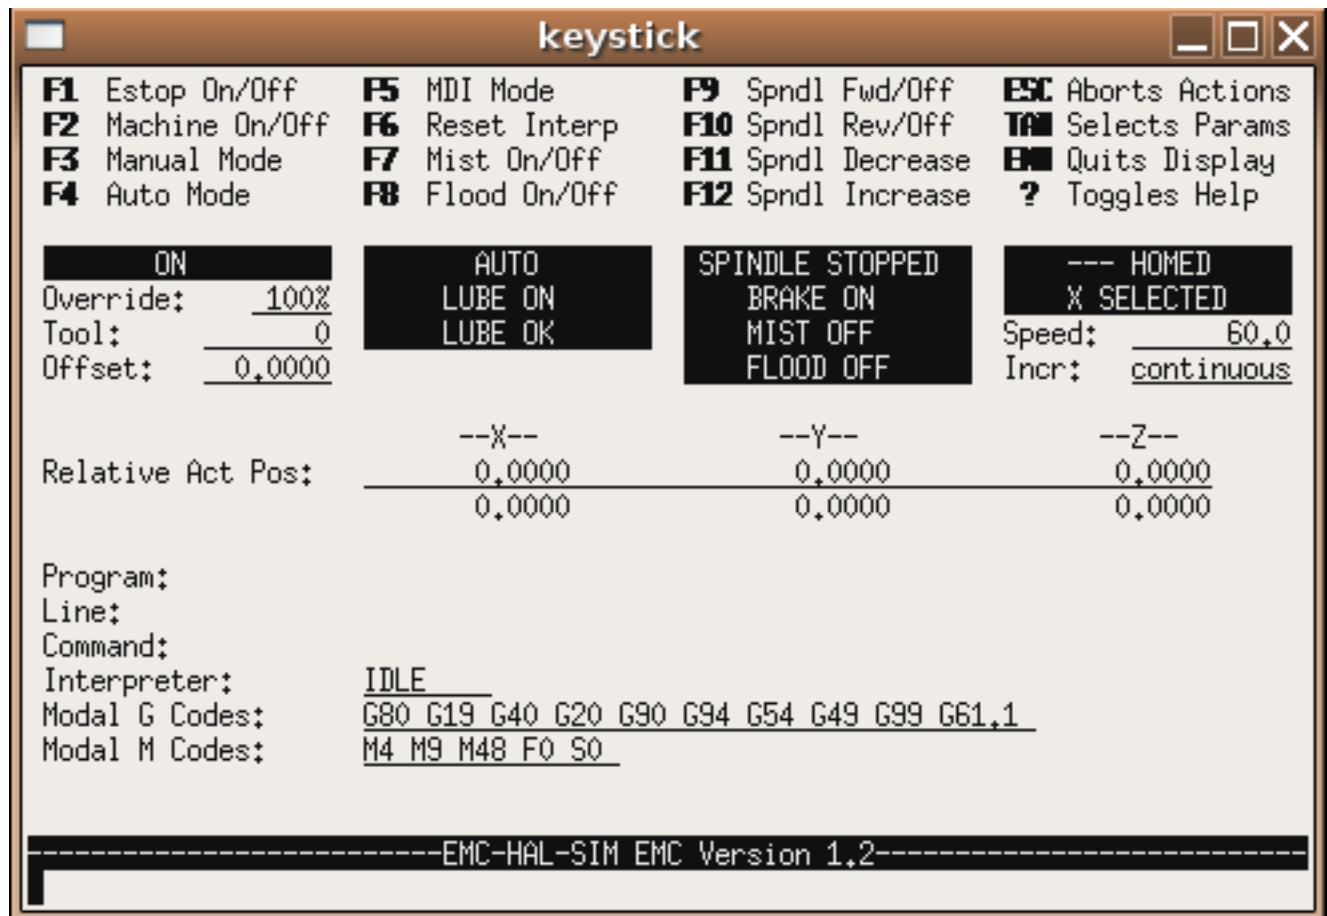 keystick
F1 Estop On/Off F5 MDI Mode F9 Spndl Fwd/Off ESC Aborts Actions
F2 Machine On/Off F6 Reset Interp F10 Spndl Rev/Off Selects Params
F3 Manual Mode F7 Mist On/Off F11 Spndl Decrease Quits Display
F4 Auto Mode F8 Flood On/Off F12 Spndl Increase ? Toggles Help
ON AUTO SPINDLE STOPPED --- HOMED
Override: 100% LUBE ON BRAKE ON X SELECTED
Tool: 0 LUBE OK MIST OFF Speed: 60.0
Offset: 0.0000 FLOOD OFF Incr: continuous
--X-- --Y-- --Z--
Relative Act Pos: 0.0000 0.0000 0.0000
0.0000 0.0000 0.0000
Program:
Line:
Command:
Interpreter: IDLE
Modal G Codes: G80 G19 G40 G20 G90 G94 G54 G49 G99 G61.1
Modal M Codes: M4 M9 M48 F0 S0
--------------------------EMC-HAL-SIM EMC Version 1.2---------------------------